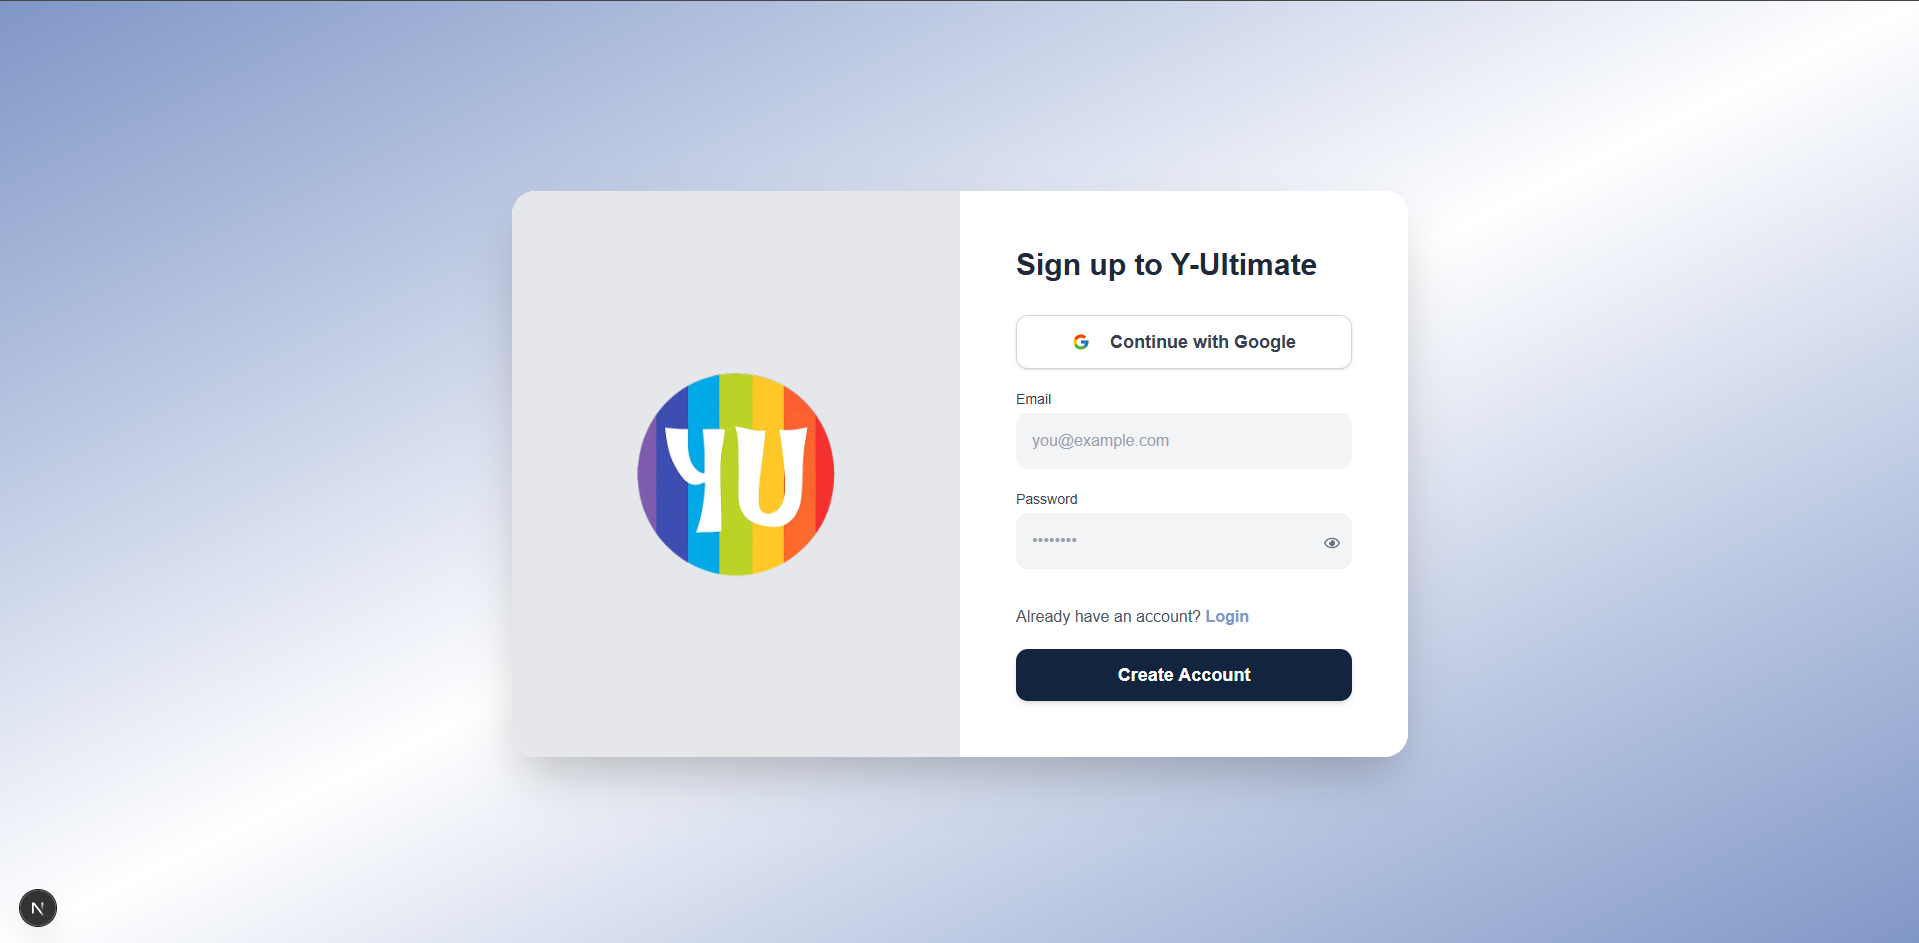 YU
Sign up to Y-Ultimate
Continue with Google
Email
you@example.com
Password
••••••••
Already have an account? Login
Create Account
N